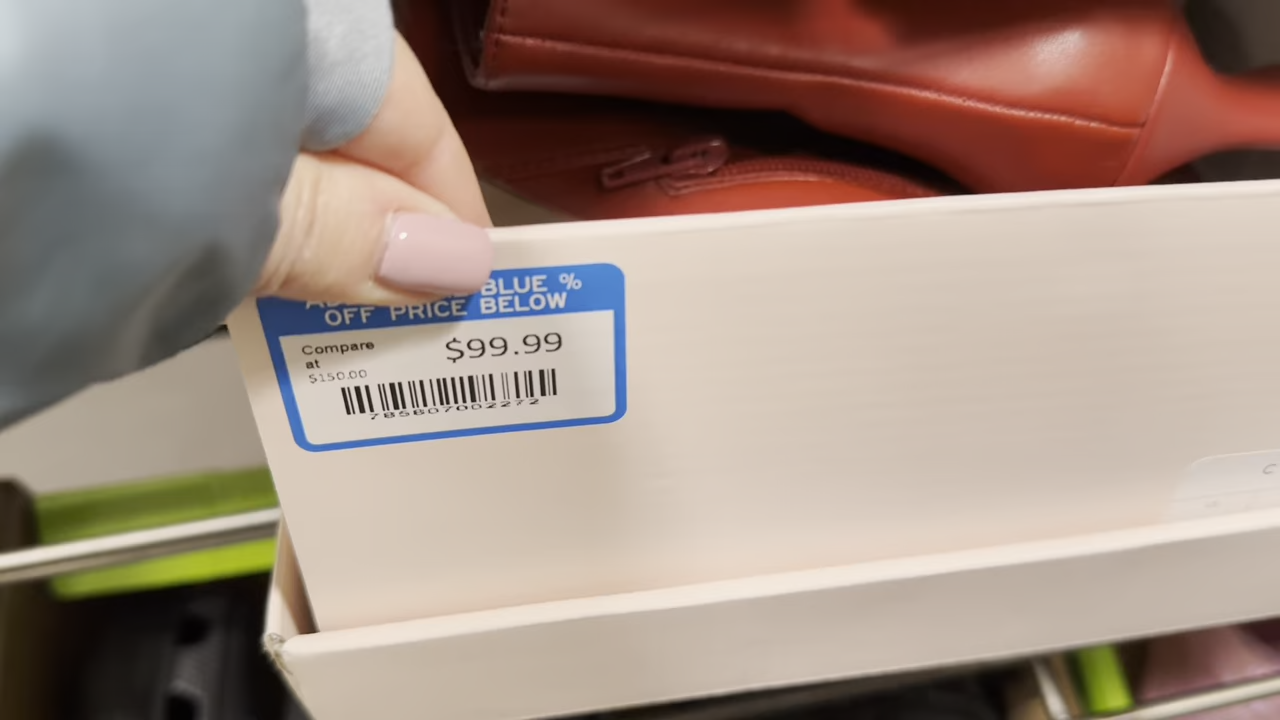 BLUE %
OFF PRICE BELOW
Compare
at
$99.99
$150.00
785807002272
C